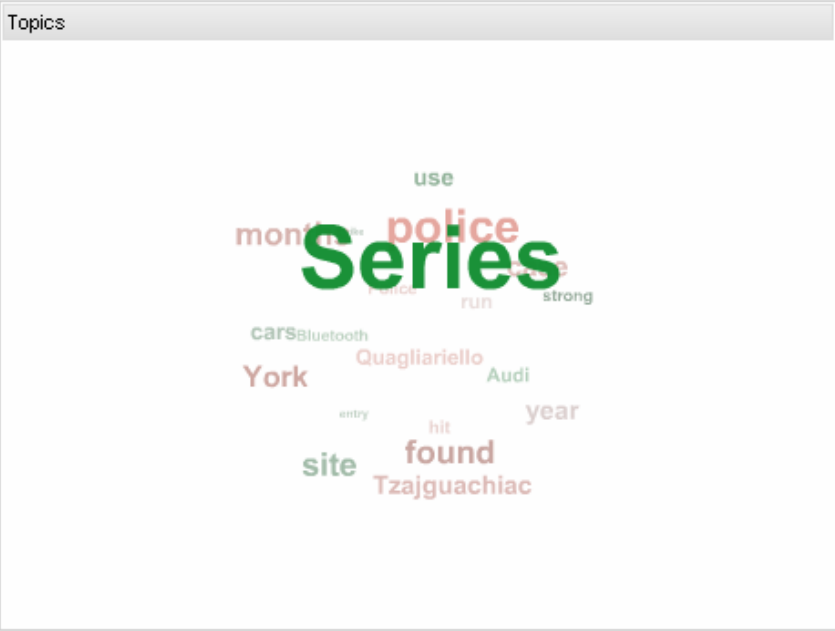 Topics
use
police
months
Series
case
Police
run
strong
cars
Bluetooth
Quagliariello
Audi
York
year
entry
hit
found
site
Tzajguachiac